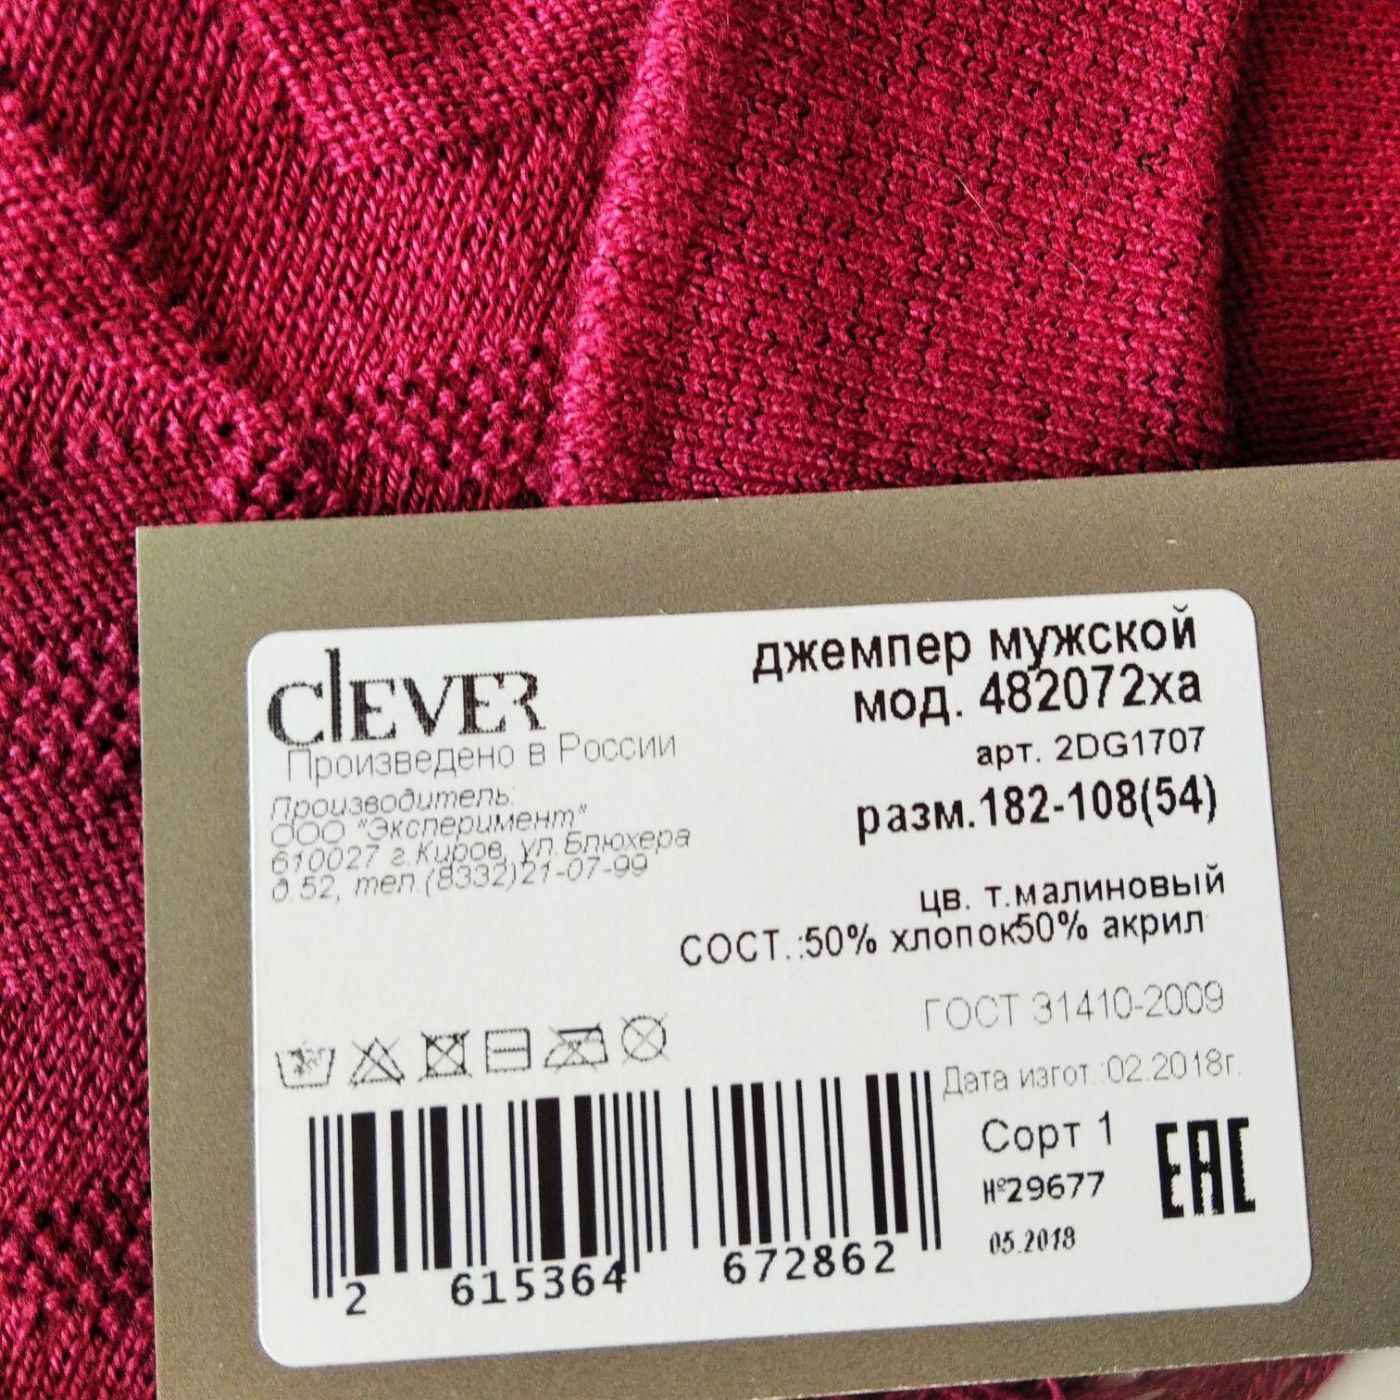 ClEVER
Произведено в России
Производитель:
ООО "Эксперимент"
610027 г.Киров, ул.Блюхера
д.52, тел.(8332)21-07-99
джемпер мужской
мод. 482072ха
арт. 2DG1707
разм.182-108(54)
цв. т.малиновый
СОСТ.:50% хлопок50% акрил
ГОСТ 31410-2009
Дата изгот.:02.2018г.
Сорт 1
№29677
05.2018
EAC
2 615364 672862